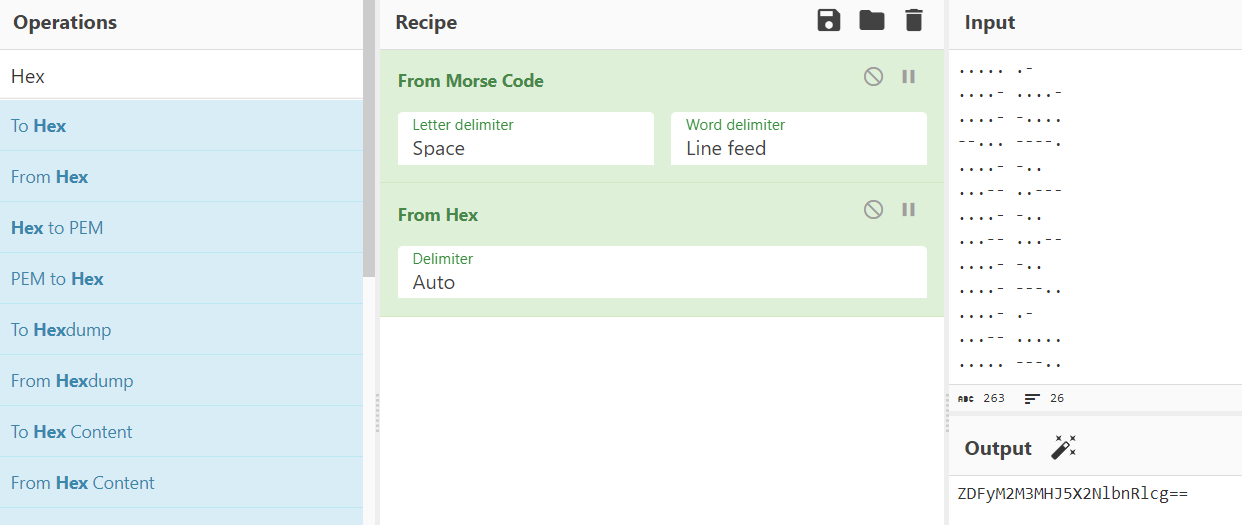 Operations
Hex
To Hex
From Hex
Hex to PEM
PEM to Hex
To Hexdump
From Hexdump
To Hex Content
From Hex Content
Recipe
From Morse Code
Letter delimiter
Space
Word delimiter
Line feed
From Hex
Delimiter
Auto
Input
..... .-
....- ....-
....- -....
--... ----.
....- -..
...-- ..---
....- -..
...-- ...--
....- -..
....- ---..
....- .-
...-- .....
..... ---..
ABC 263 26
Output
ZDFyM2M3MHJ5X2NlbnRlcg==